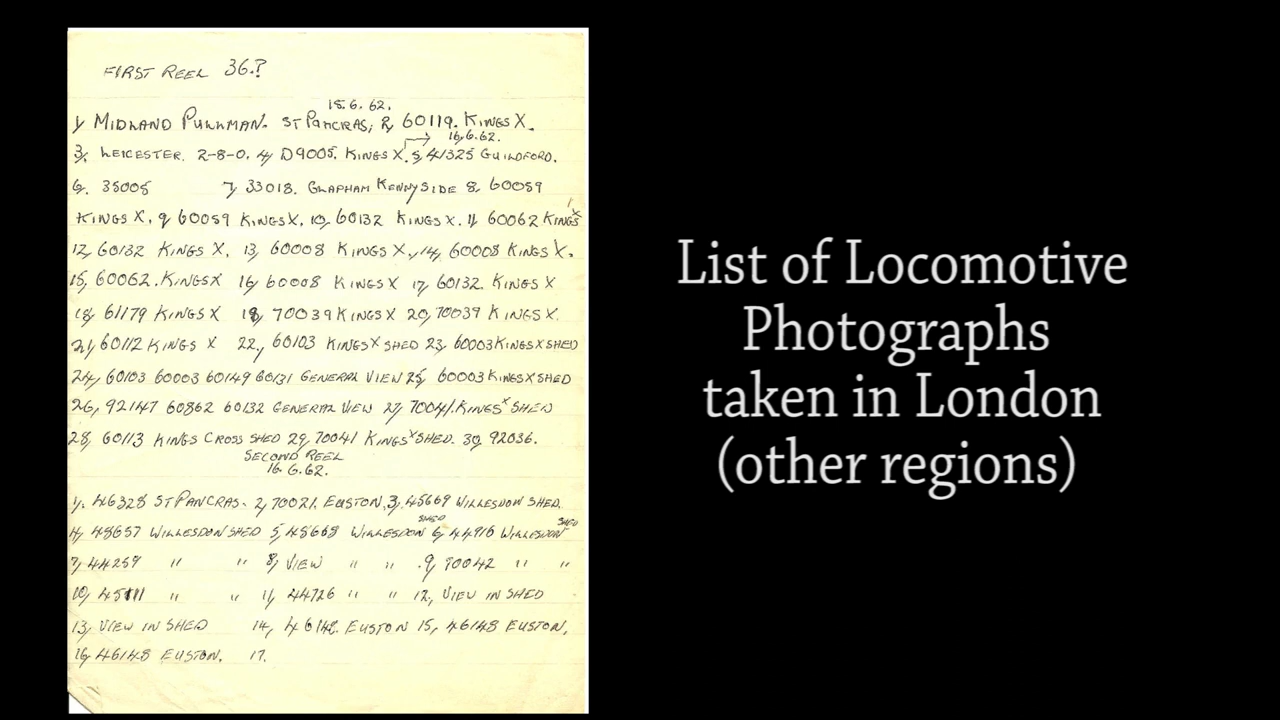 FIRST REEL 36.?
15.6.62.
1, MIDLAND PULLMAN. ST PANCRAS, 2, 60119. KINGS X.
16.6.62.
3, LEICESTER. 2-8-0. 4, D9005. KINGS X. 5, 41325 GUILDFORD.
6. 35005 7, 33018. CLAPHAM KENNYSIDE 8, 60059
KINGS X. 9, 60059 KINGS X. 10, 60132 KINGS X. 11, 60062 KINGS X
12, 60132 KINGS X. 13, 60008 KINGS X. 14, 60008 KINGS X.
15, 60062. KINGS X 16, 60008 KINGS X 17, 60132. KINGS X
18, 61179 KINGS X 19, 70039 KINGS X 20, 70039 KINGS X.
21, 60112 KINGS X 22, 60103 KINGS X SHED 23, 60003 KINGS X SHED
24, 60103 60003 60149 60131 GENERAL VIEW 25, 60003 KINGS X SHED
26, 92147 60862 60132 GENERAL VIEW 27, 70041. KINGS X SHED
28, 60113 KINGS CROSS SHED 29, 70041 KINGS X SHED. 30, 92036.
SECOND REEL
16.6.62.
1, 46328 ST PANCRAS. 2, 70021. EUSTON. 3, 45669 WILLESDON SHED.
4, 48657 WILLESDON SHED 5, 45668 WILLESDON SHED 6, 44916 WILLESDON SHED
7, 44259 " " 8, VIEW " " 9, 70042 " "
10, 45111 " " 11, 44726 " " 12, VIEW IN SHED
13, VIEW IN SHED 14, 46148. EUSTON 15, 46148 EUSTON,
16, 46148 EUSTON. 17.
List of Locomotive
Photographs
taken in London
(other regions)